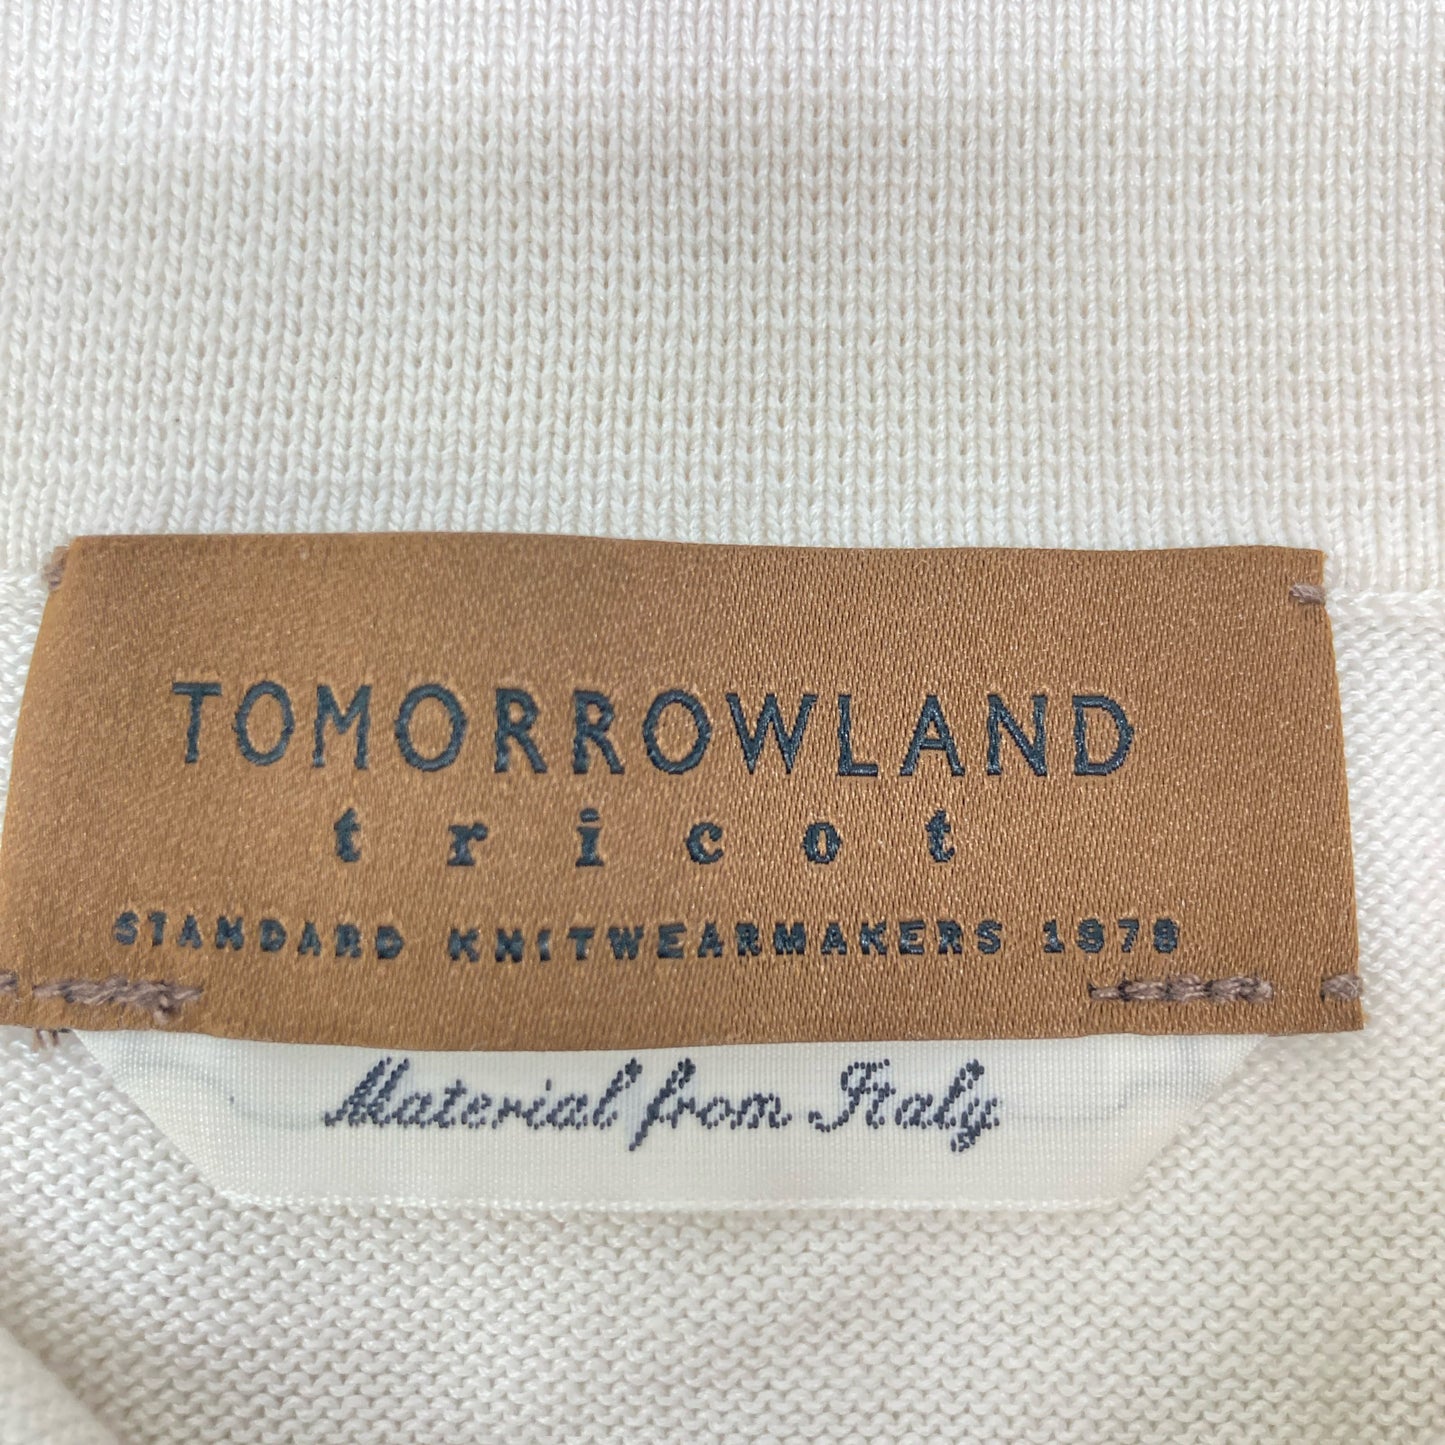 TOMORROWLAND
tricot
STANDARD KNITWEARMAKERS 1978
Material from Italy